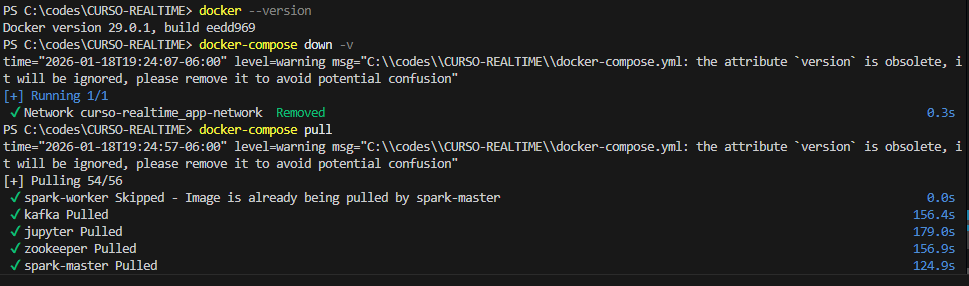 PS C:\codes\CURSO-REALTIME> docker --version
Docker version 29.0.1, build eedd969
PS C:\codes\CURSO-REALTIME> docker-compose down -v
time="2026-01-18T19:24:07-06:00" level=warning msg="C:\\codes\\CURSO-REALTIME\\docker-compose.yml: the attribute `version` is obsolete, i
t will be ignored, please remove it to avoid potential confusion"
[+] Running 1/1
✓Network curso-realtime_app-network  Removed 0.3s
PS C:\codes\CURSO-REALTIME> docker-compose pull
time="2026-01-18T19:24:57-06:00" level=warning msg="C:\\codes\\CURSO-REALTIME\\docker-compose.yml: the attribute `version` is obsolete, i
t will be ignored, please remove it to avoid potential confusion"
[+] Pulling 54/56
✓spark-worker Skipped - Image is already being pulled by spark-master 0.0s
✓kafka Pulled 156.4s
✓jupyter Pulled 179.0s
✓zookeeper Pulled 156.9s
✓spark-master Pulled 124.9s